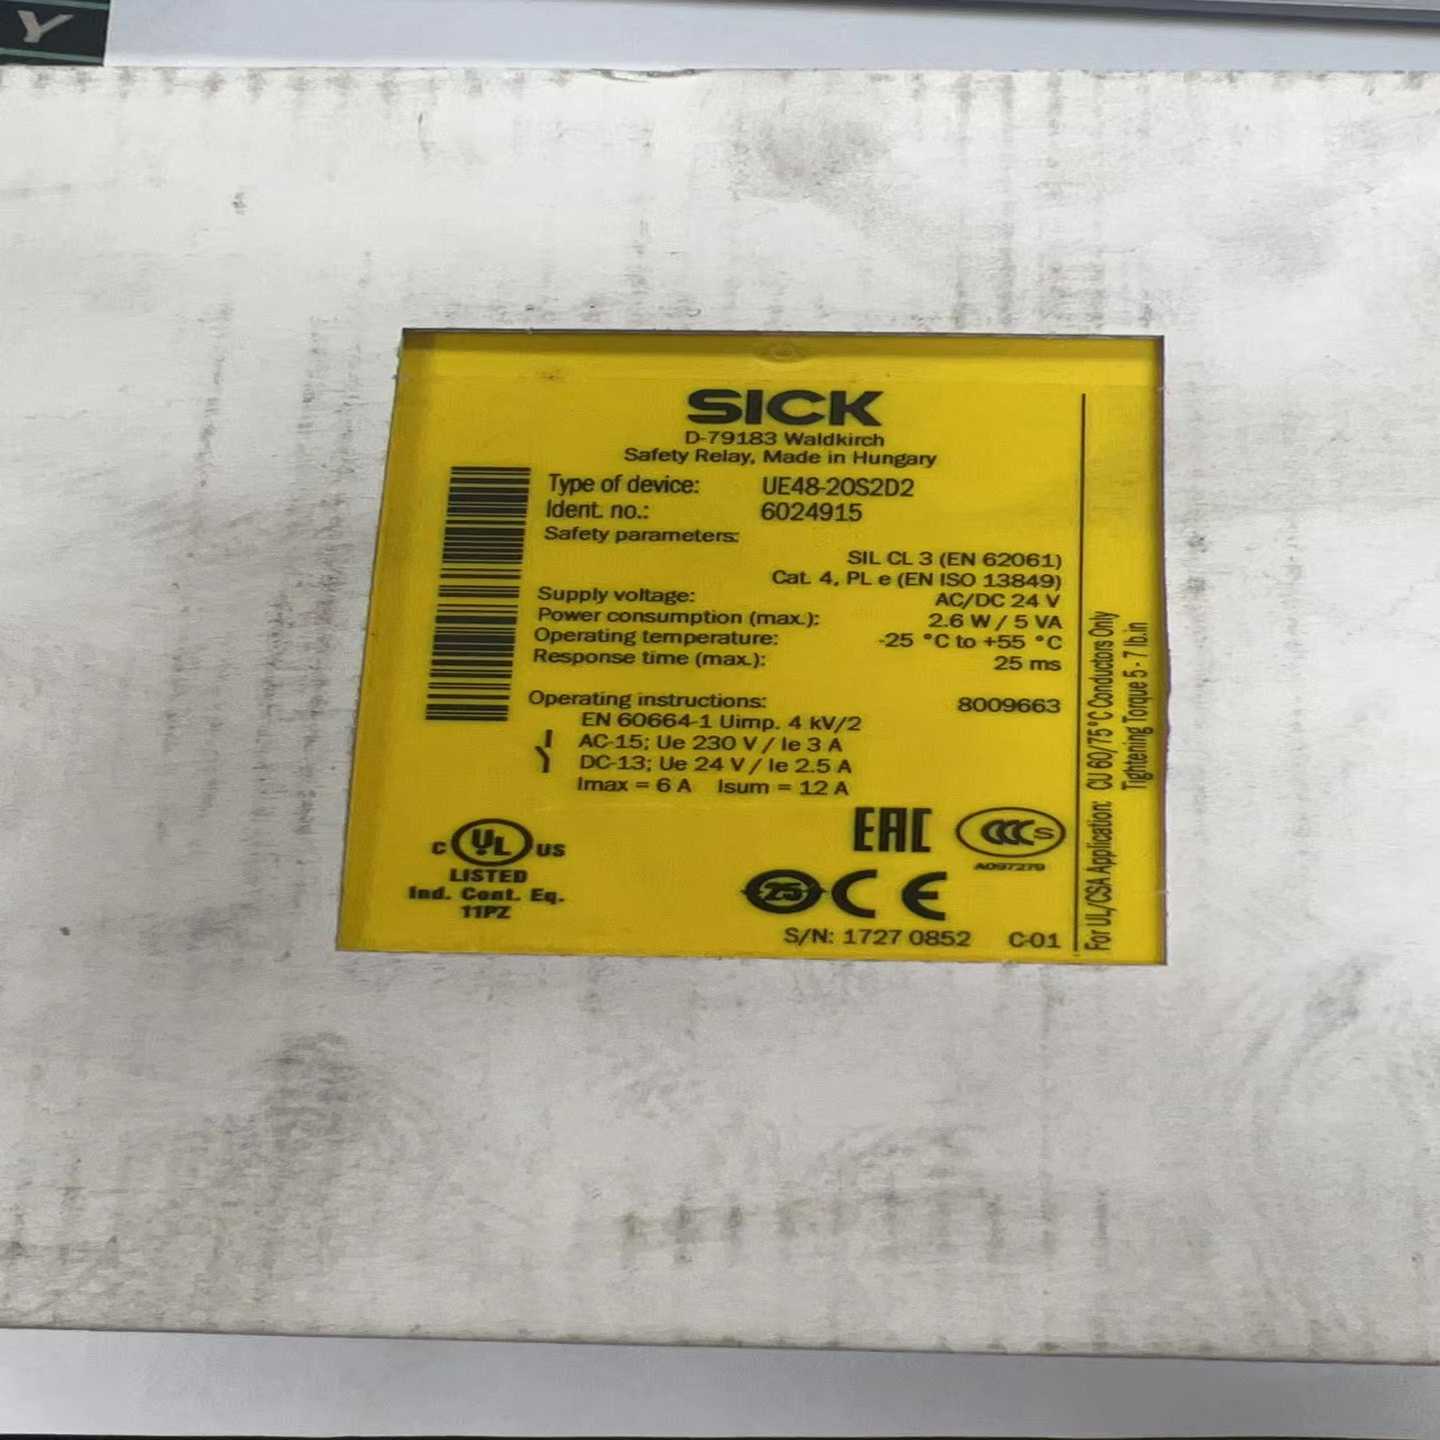 Y
SICK
D-79183 Waldkirch
Safety Relay, Made in Hungary
Type of device: UE48-2OS2D2
Ident. no.: 6024915
Safety parameters:
SIL CL 3 (EN 62061)
Cat. 4, PL e (EN ISO 13849)
Supply voltage: AC/DC 24 V
Power consumption (max.): 2.6 W / 5 VA
Operating temperature: -25 °C to +55 °C
Response time (max.): 25 ms
Operating instructions: 8009663
EN 60664-1 Uimp. 4 kV/2
AC-15; Ue 230 V / Ie 3 A
DC-13; Ue 24 V / Ie 2.5 A
Imax = 6 A Isum = 12 A
C UL US
LISTED
Ind. Cont. Eq.
11PZ
EAC
CCC S
A097270
25
CE
S/N: 1727 0852 C-01
For UL/CSA Application: CU 60/75°C Conductors Only
Tightening Torque 5 - 7 lb.in